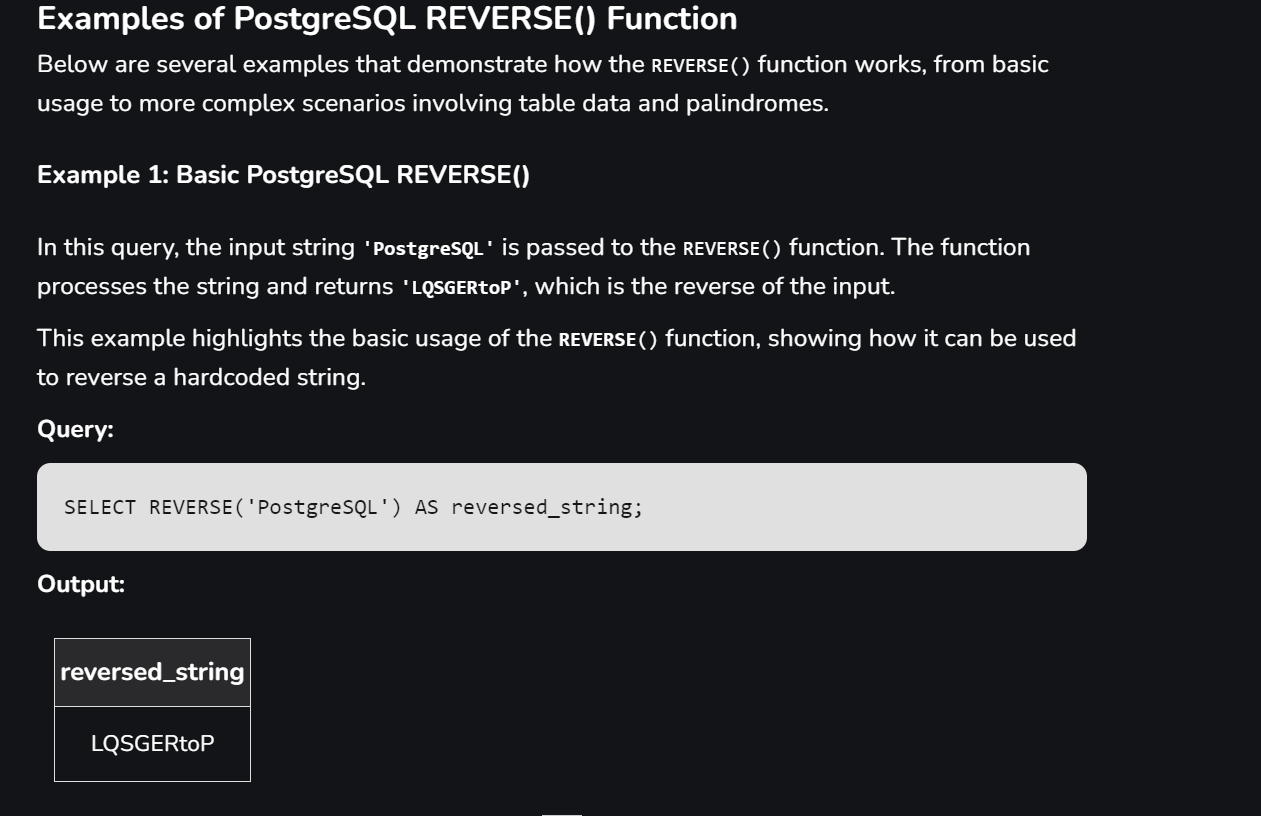 Examples of PostgreSQL REVERSE() Function
Below are several examples that demonstrate how the REVERSE() function works, from basic
usage to more complex scenarios involving table data and palindromes.
Example 1: Basic PostgreSQL REVERSE()
In this query, the input string 'PostgreSQL' is passed to the REVERSE() function. The function
processes the string and returns 'LQSGERtoP', which is the reverse of the input.
This example highlights the basic usage of the REVERSE() function, showing how it can be used
to reverse a hardcoded string.
Query:
SELECT REVERSE('PostgreSQL') AS reversed_string;
Output:
reversed_string
LQSGERtoP